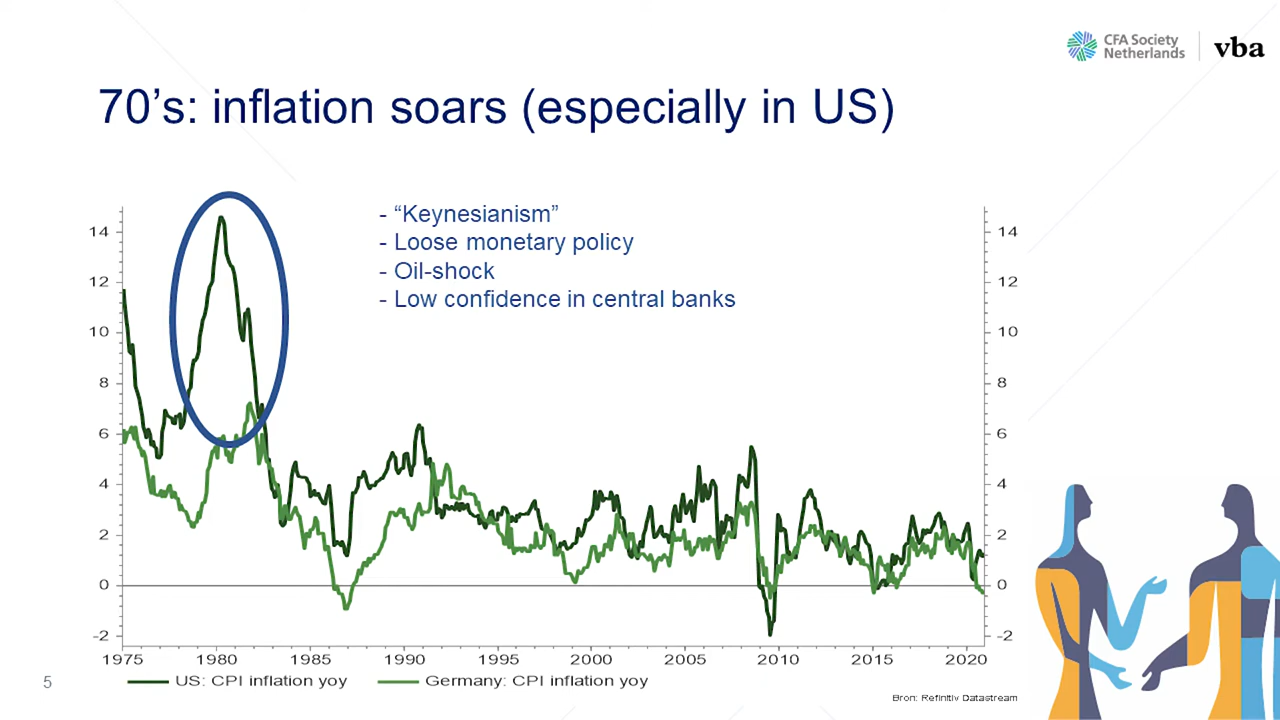 CFA Society
Netherlands
vba
70’s: inflation soars (especially in US)
- “Keynesianism”
- Loose monetary policy
- Oil-shock
- Low confidence in central banks
14 14
12 12
10 10
8 8
6 6
4 4
2 2
0 0
-2 -2
1975 1980 1985 1990 1995 2000 2005 2010 2015 2020
US: CPI inflation yoy Germany: CPI inflation yoy
5
Bron: Refinitiv Datastream